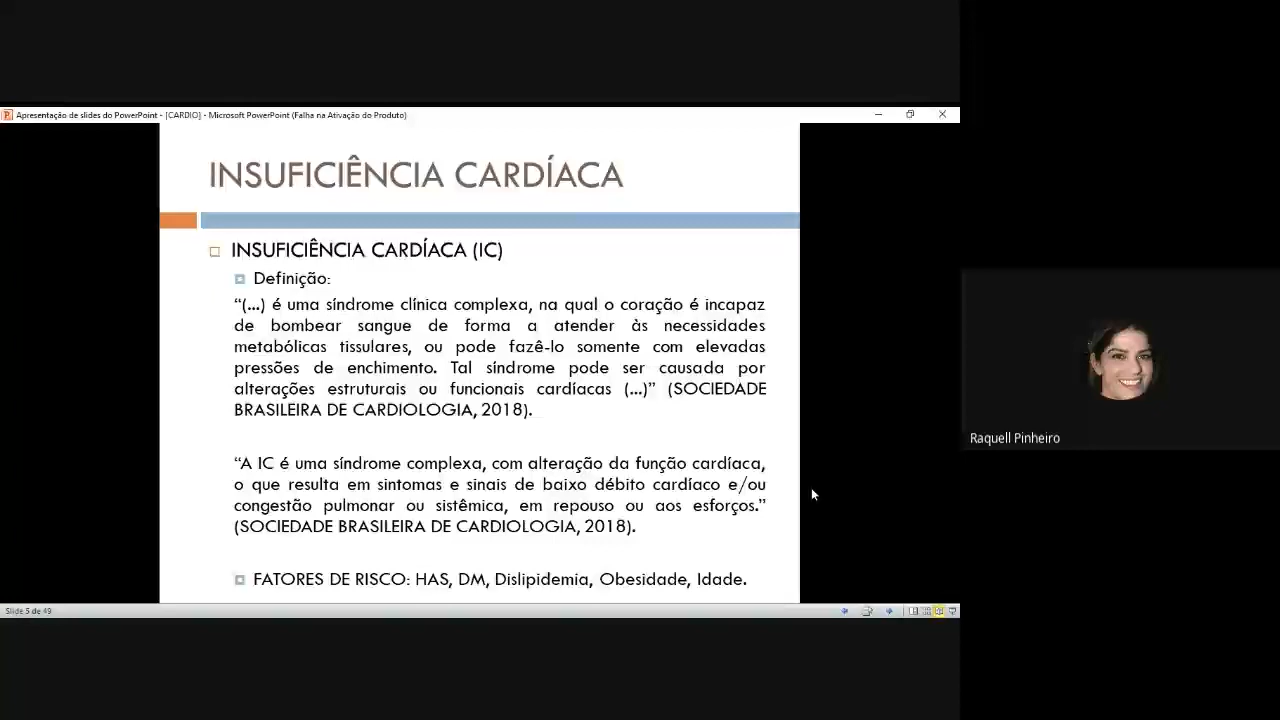 Apresentação de slides do PowerPoint - [CARDIO] - Microsoft PowerPoint (Falha na Ativação do Produto)
INSUFICIÊNCIA CARDÍACA
INSUFICIÊNCIA CARDÍACA (IC)
Definição:
“(...) é uma síndrome clínica complexa, na qual o coração é incapaz
de bombear sangue de forma a atender às necessidades
metabólicas tissulares, ou pode fazê-lo somente com elevadas
pressões de enchimento. Tal síndrome pode ser causada por
alterações estruturais ou funcionais cardíacas (...)” (SOCIEDADE
BRASILEIRA DE CARDIOLOGIA, 2018).
“A IC é uma síndrome complexa, com alteração da função cardíaca,
o que resulta em sintomas e sinais de baixo débito cardíaco e/ou
congestão pulmonar ou sistêmica, em repouso ou aos esforços.”
(SOCIEDADE BRASILEIRA DE CARDIOLOGIA, 2018).
FATORES DE RISCO: HAS, DM, Dislipidemia, Obesidade, Idade.
Slide 5 de 49
Raquell Pinheiro